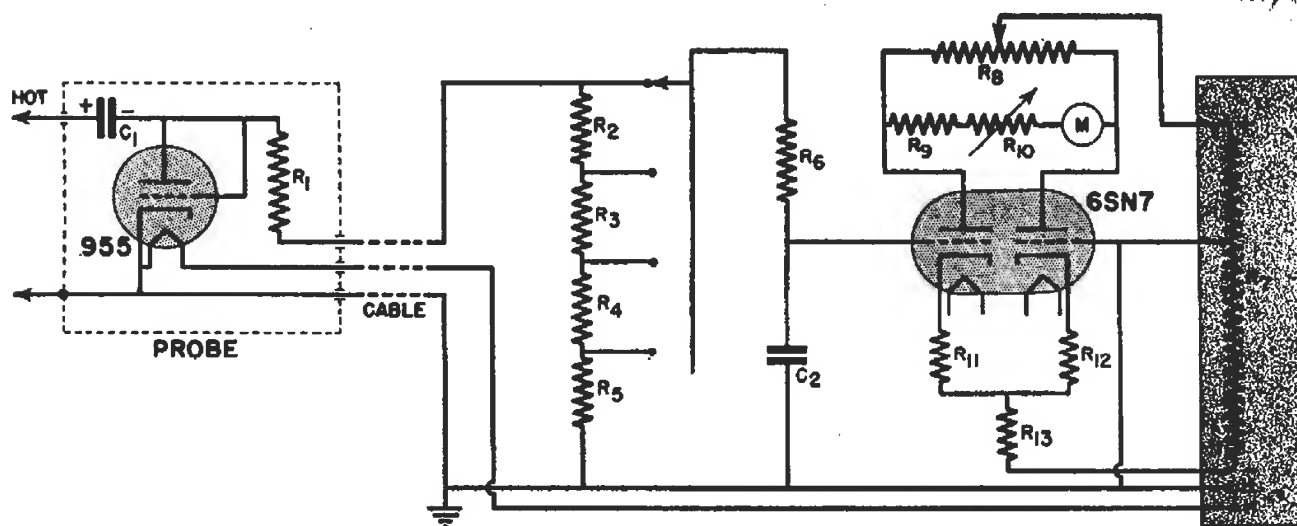 HOT
+
−
C1
R1
955
PROBE
CABLE
R2
R3
R4
R5
R6
C2
R8
R9
R10
M
6SN7
R11
R12
R13